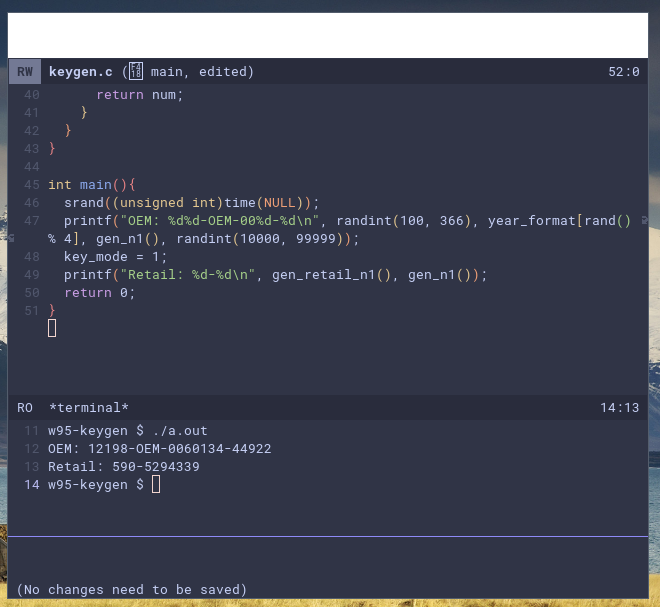 RW keygen.c ( main, edited) 52:0
40 return num;
41 }
42 }
43 }
44
45 int main(){
46 srand((unsigned int)time(NULL));
47 printf("OEM: %d%d-OEM-00%d-%d\n", randint(100, 366), year_format[rand()
% 4], gen_n1(), randint(10000, 99999));
48 key_mode = 1;
49 printf("Retail: %d-%d\n", gen_retail_n1(), gen_n1());
50 return 0;
51 }
RO *terminal* 14:13
11 w95-keygen $ ./a.out
12 OEM: 12198-OEM-0060134-44922
13 Retail: 590-5294339
14 w95-keygen $
(No changes need to be saved)